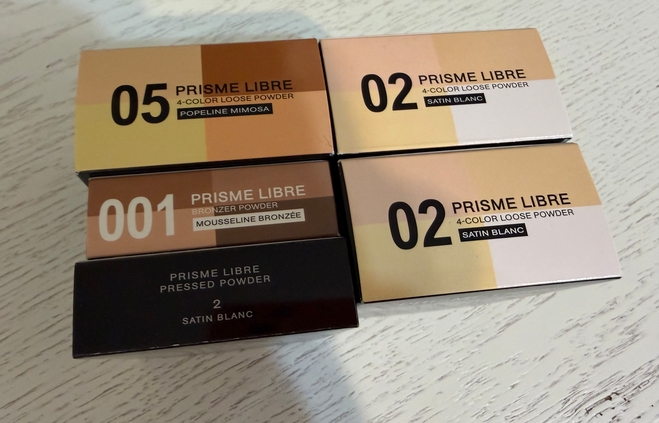 05
PRISME LIBRE
4-COLOR LOOSE POWDER
POPELINE MIMOSA
02
PRISME LIBRE
4-COLOR LOOSE POWDER
SATIN BLANC
001
PRISME LIBRE
BRONZER POWDER
MOUSSELINE BRONZÉE
02
PRISME LIBRE
4-COLOR LOOSE POWDER
SATIN BLANC
PRISME LIBRE
PRESSED POWDER
2
SATIN BLANC